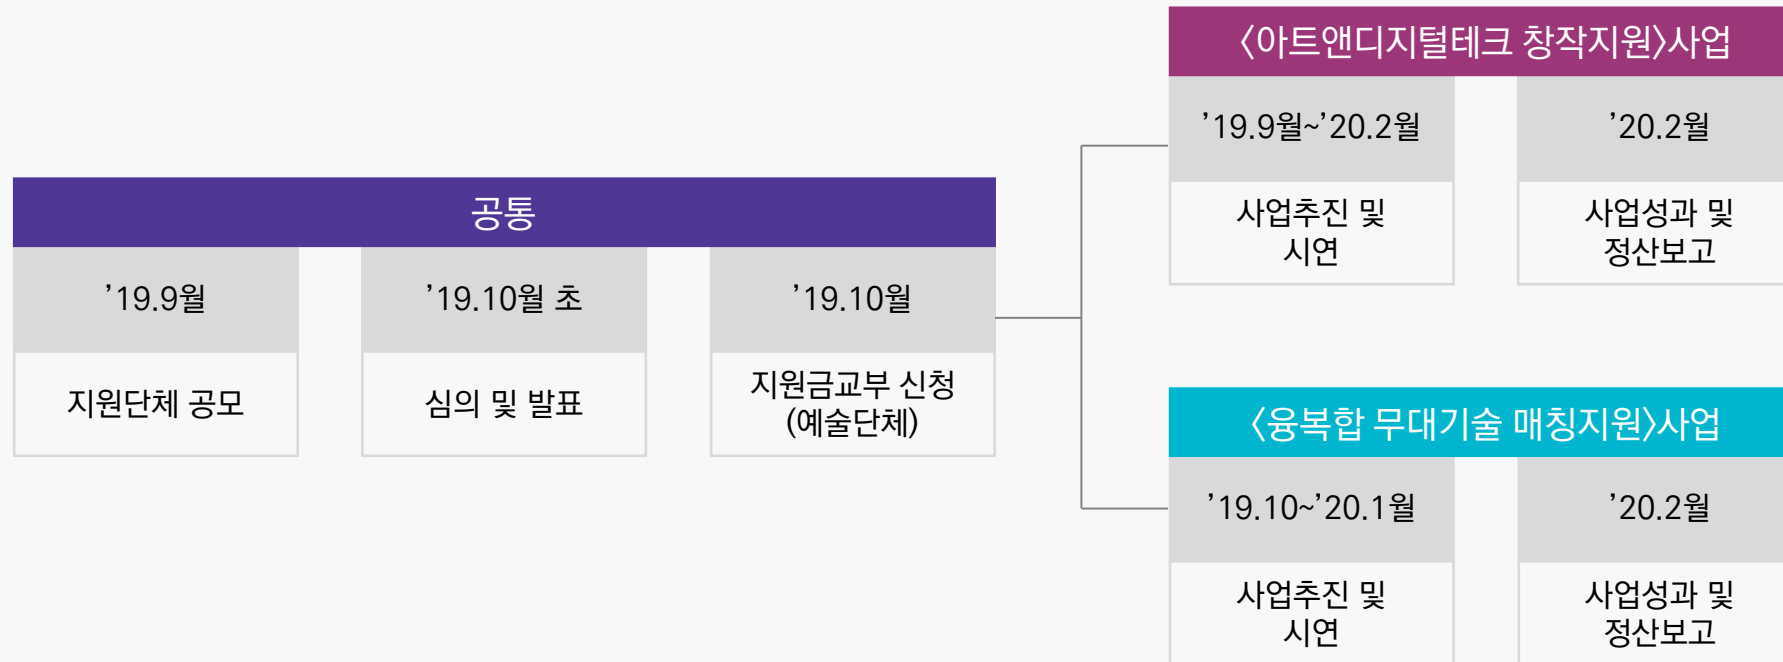 공통
’19.9월
지원단체 공모
’19.10월 초
심의 및 발표
’19.10월
지원금교부 신청
(예술단체)
〈아트앤디지털테크 창작지원〉사업
’19.9월~’20.2월
사업추진 및
시연
’20.2월
사업성과 및
정산보고
〈융복합 무대기술 매칭지원〉사업
’19.10~’20.1월
사업추진 및
시연
’20.2월
사업성과 및
정산보고